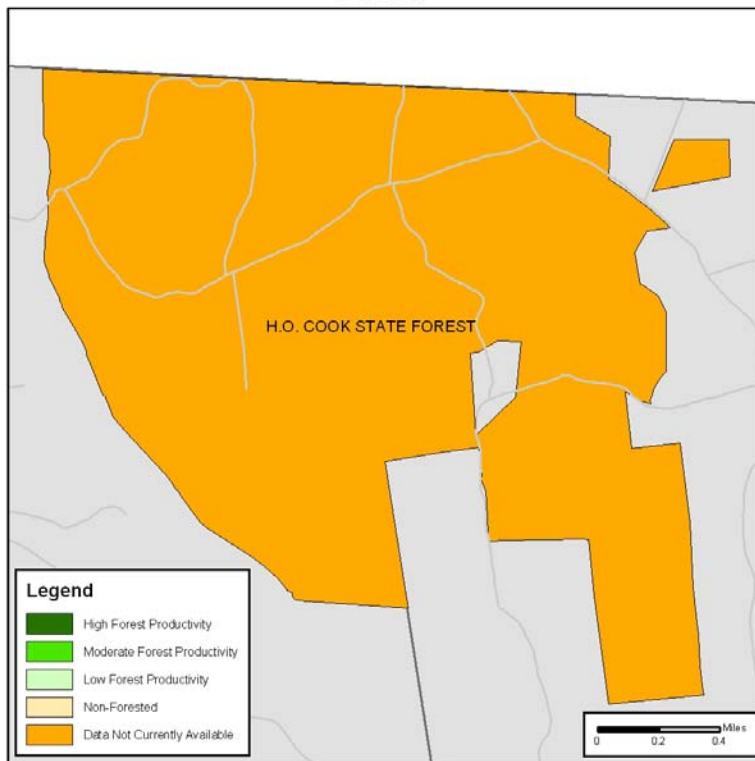 H.O. COOK STATE FOREST
Legend
High Forest Productivity
Moderate Forest Productivity
Low Forest Productivity
Non-Forested
Data Not Currently Available
Miles
0 0.2 0.4